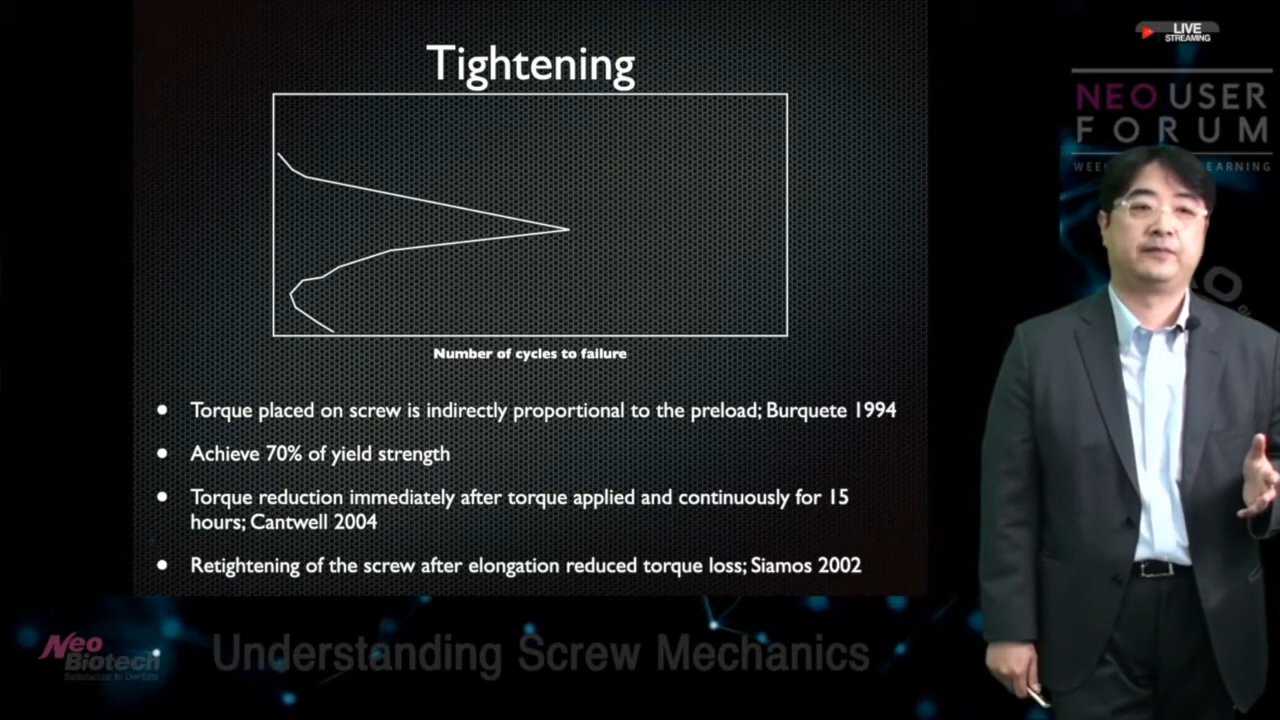 LIVE
STREAMING
NEO USER
FORUM
EARNING
Tightening
Number of cycles to failure
• Torque placed on screw is indirectly proportional to the preload; Burquete 1994
• Achieve 70% of yield strength
• Torque reduction immediately after torque applied and continuously for 15
hours; Cantwell 2004
• Retightening of the screw after elongation reduced torque loss; Siamos 2002
Neo
Biotech
Understanding Screw Mechanics